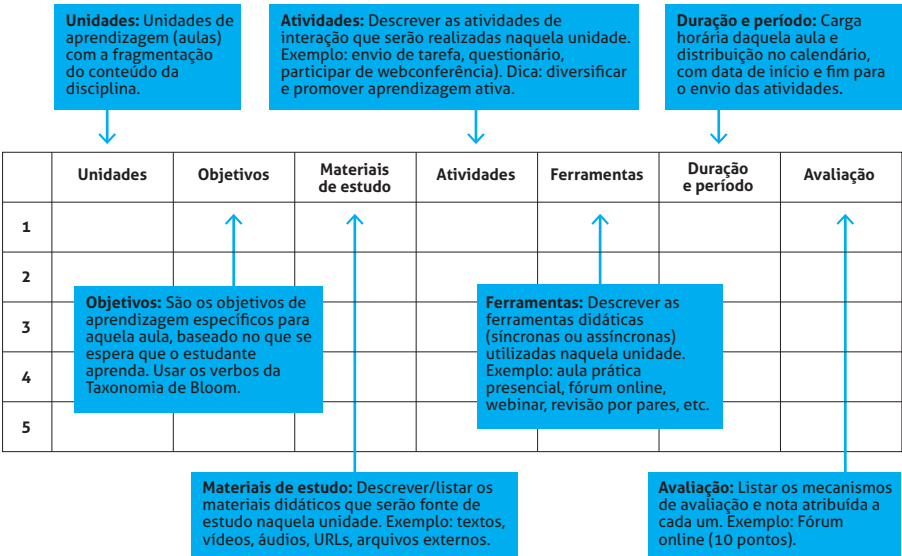 Unidades: Unidades de
aprendizagem (aulas)
com a fragmentação
do conteúdo da
disciplina.
Atividades: Descrever as atividades de
interação que serão realizadas naquela unidade.
Exemplo: envio de tarefa, questionário,
participar de webconferência). Dica: diversificar
e promover aprendizagem ativa.
Duração e período: Carga
horária daquela aula e
distribuição no calendário,
com data de início e fim para
o envio das atividades.
Unidades
Objetivos
Materiais
de estudo
Atividades
Ferramentas
Duração
e período
Avaliação
1
2
3
4
5
Objetivos: São os objetivos de
aprendizagem específicos para
aquela aula, baseado no que se
espera que o estudante
aprenda. Usar os verbos da
Taxonomia de Bloom.
Ferramentas: Descrever as
ferramentas didáticas
(síncronas ou assíncronas)
utilizadas naquela unidade.
Exemplo: aula prática
presencial, fórum online,
webinar, revisão por pares, etc.
Materiais de estudo: Descrever/listar os
materiais didáticos que serão fonte de
estudo naquela unidade. Exemplo: textos,
vídeos, áudios, URLs, arquivos externos.
Avaliação: Listar os mecanismos
de avaliação e nota atribuída a
cada um. Exemplo: Fórum
online (10 pontos).